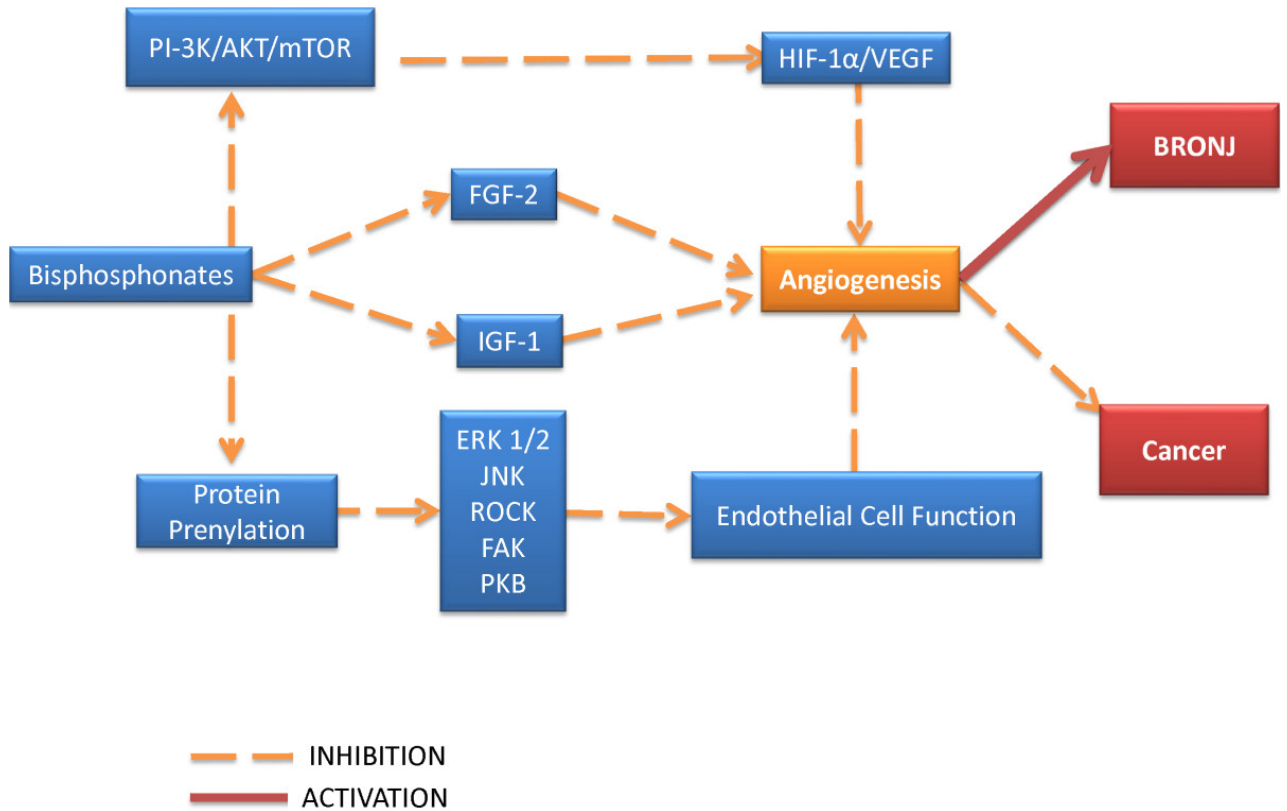 PI-3K/AKT/mTOR
HIF-1α/VEGF
BRONJ
FGF-2
Bisphosphonates
Angiogenesis
IGF-1
Cancer
Protein
Prenylation
ERK 1/2
JNK
ROCK
FAK
PKB
Endothelial Cell Function
INHIBITION
ACTIVATION